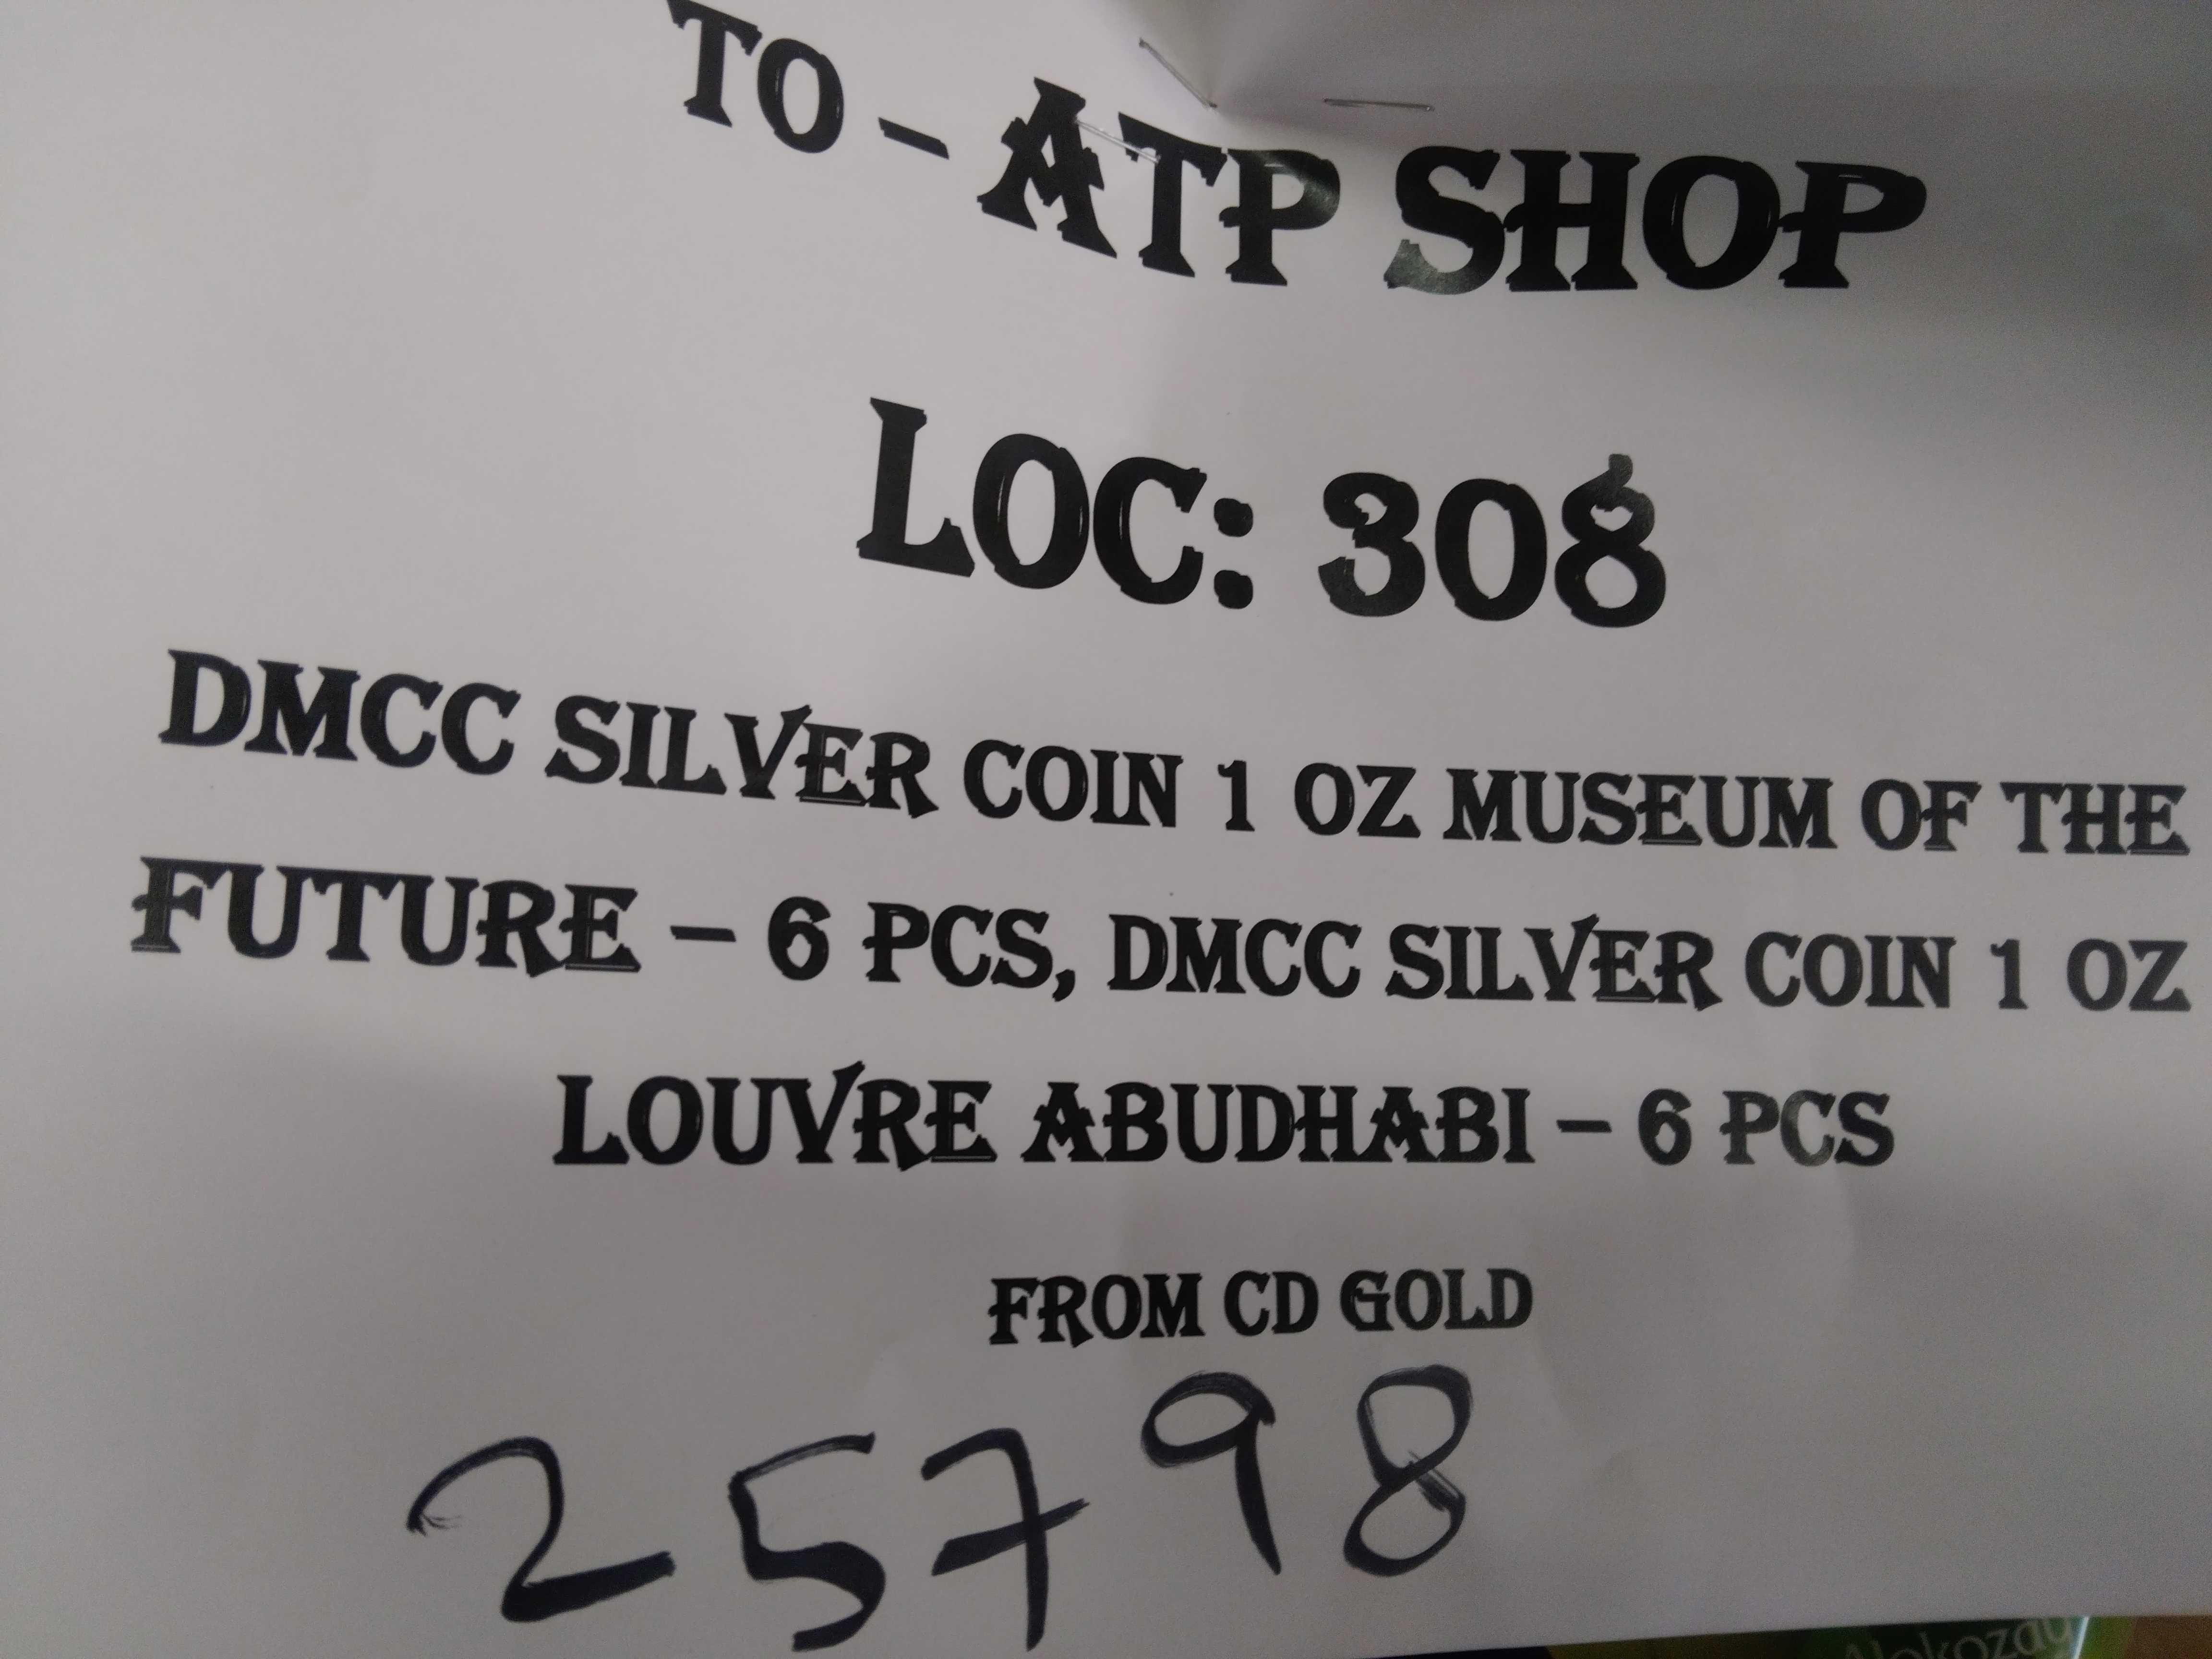 TO – ATP SHOP
LOC: 308
DMCC SILVER COIN 1 OZ MUSEUM OF THE
FUTURE – 6 PCS, DMCC SILVER COIN 1 OZ
LOUVRE ABUDHABI – 6 PCS
FROM CD GOLD
25798
Alokozay